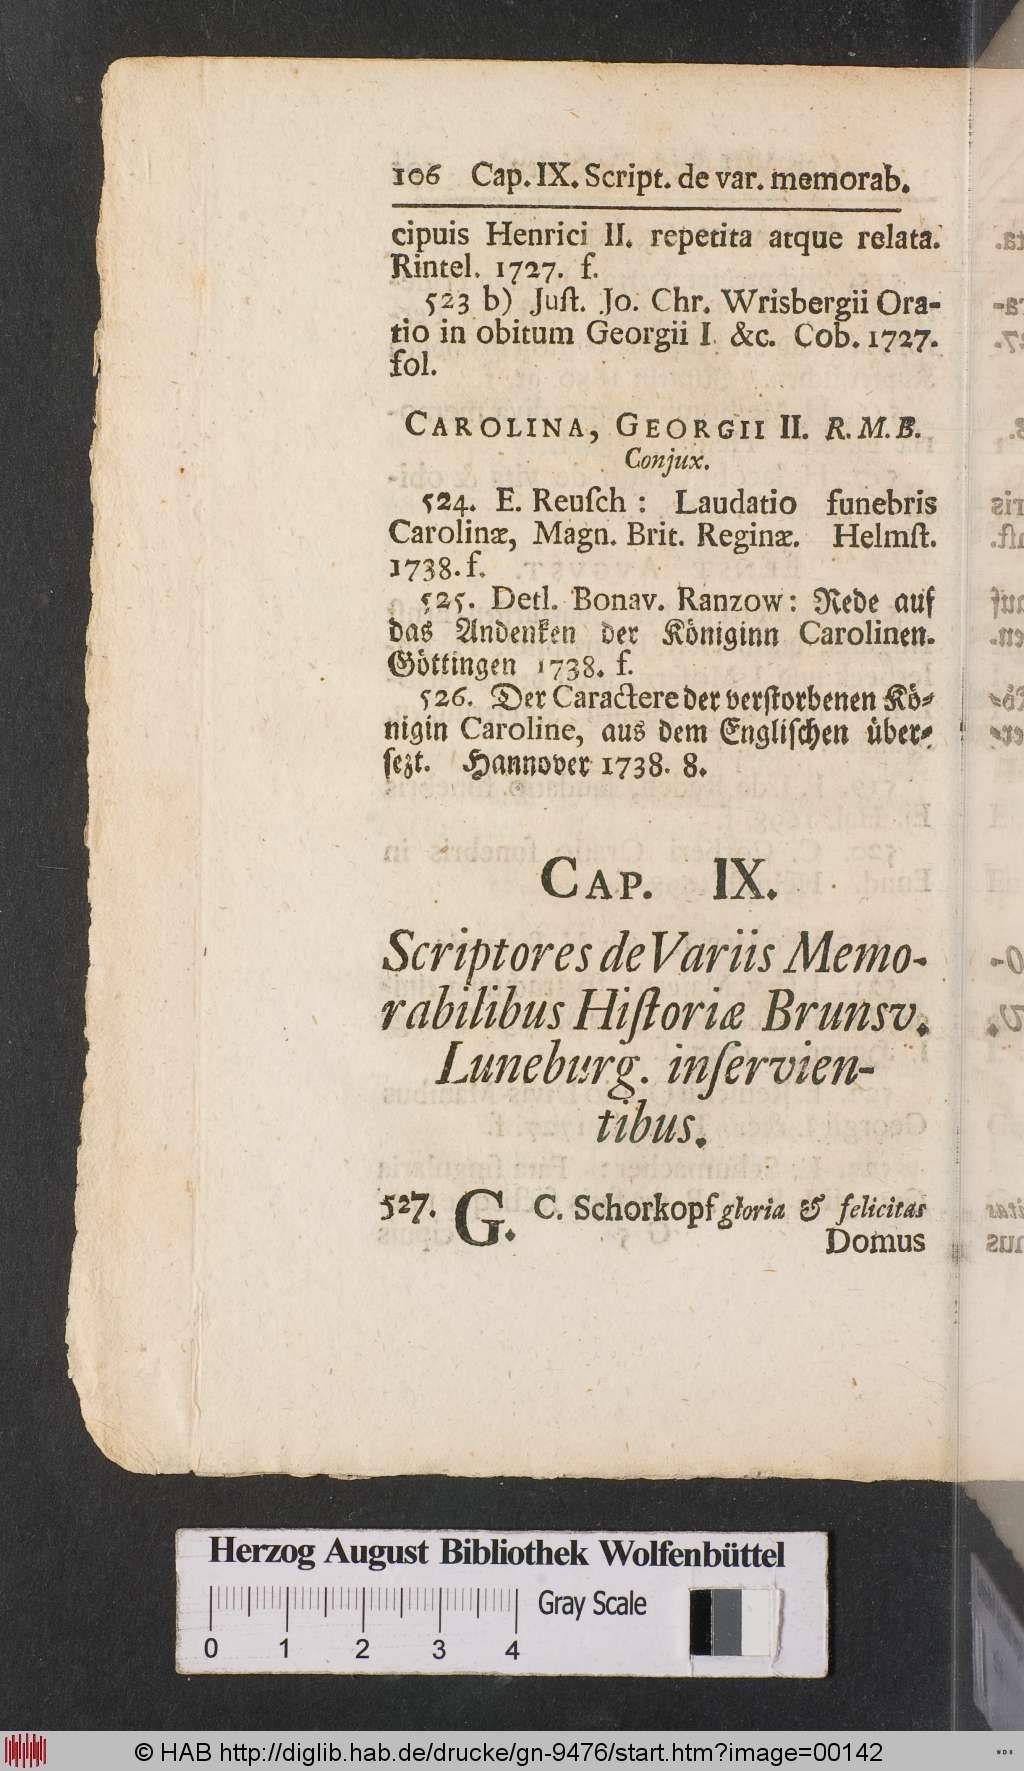 106 Cap. IX. Script. de var. memorab.
cipuis Henrici II. repetita atque relata.
Rintel. 1727. f.
523 b) Juſt. Jo. Chr. Wrisbergii Ora-
tio in obitum Georgii I. &c. Cob. 1727.
fol.
CAROLINA, GEORGII II. R. M. B.
Conjux.
524. E. Reuſch: Laudatio funebris
Carolinæ, Magn. Brit. Reginæ. Helmſt.
1738. f.
525. Detl. Bonav. Ranzow: Rede auf
das Andenken der Königinn Carolinen.
Göttingen 1738. f.
526. Der Caractere der verſtorbenen Kö-
nigin Caroline, aus dem Engliſchen über-
ſezt. Hannover 1738. 8.
CAP. IX.
Scriptores de Variis Memo-
rabilibus Hiſtoriæ Brunsv.
Luneburg. inſervien-
tibus.
527. G. C. Schorkopf gloria & felicitas
Domus
Herzog August Bibliothek Wolfenbüttel
Gray Scale
0 1 2 3 4
© HAB http://diglib.hab.de/drucke/gn-9476/start.htm?image=00142